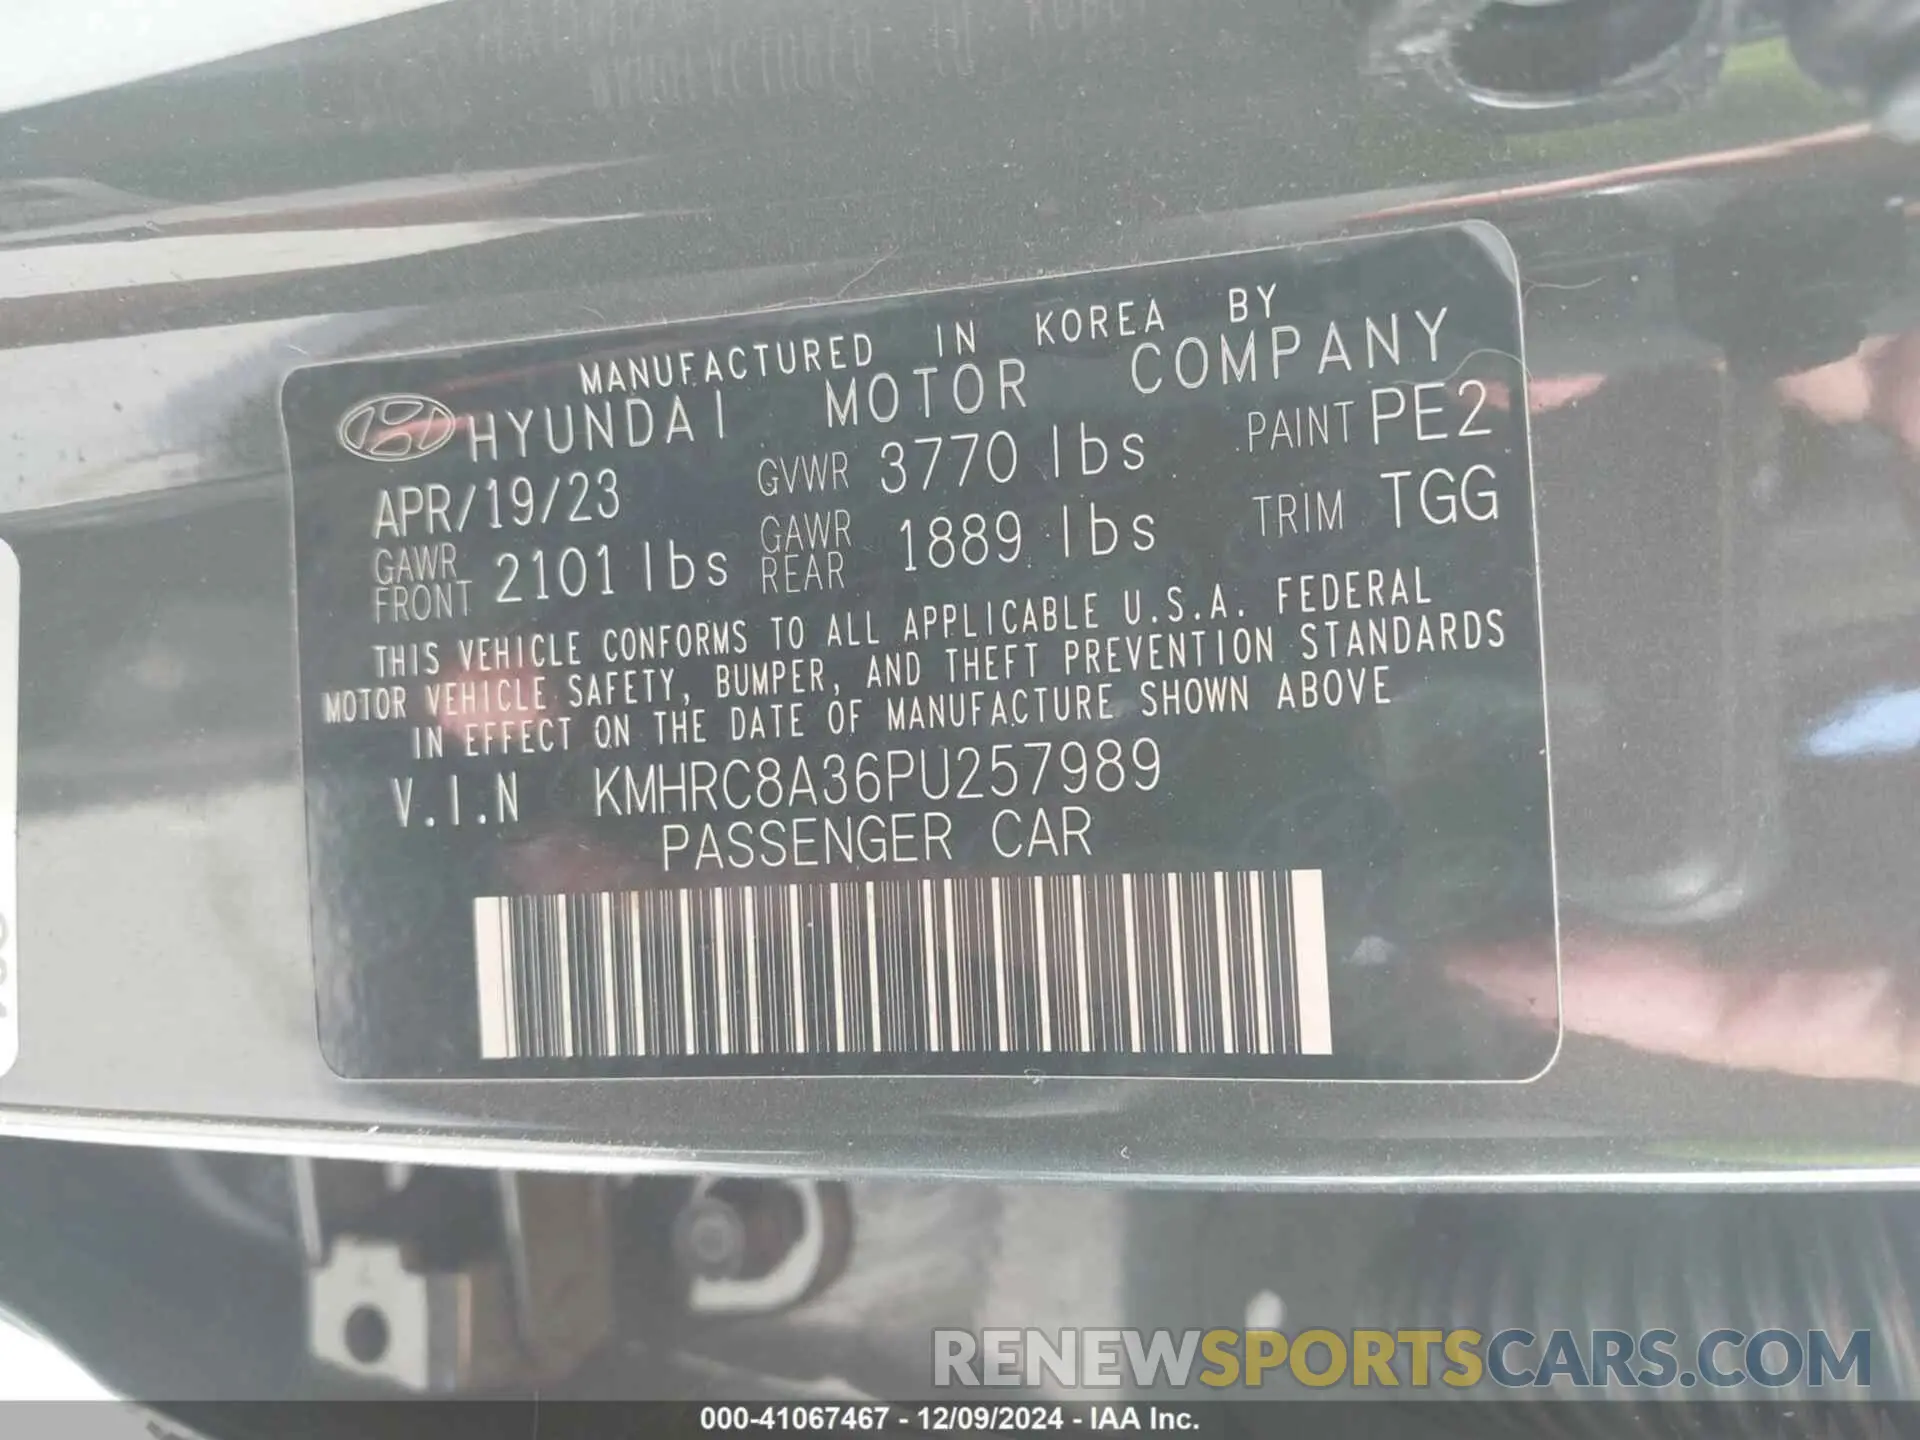 MANUFACTURED IN KOREA BY
HYUNDAI MOTOR COMPANY
APR/19/23 GVWR 3770 lbs PAINT PE2
GAWR FRONT 2101 lbs GAWR REAR 1889 lbs TRIM TGG
THIS VEHICLE CONFORMS TO ALL APPLICABLE U.S.A. FEDERAL
MOTOR VEHICLE SAFETY, BUMPER, AND THEFT PREVENTION STANDARDS
IN EFFECT ON THE DATE OF MANUFACTURE SHOWN ABOVE
V.I.N KMHRC8A36PU257989
PASSENGER CAR
RENEWSPORTSCARS.COM
000-41067467 - 12/09/2024 - IAA Inc.